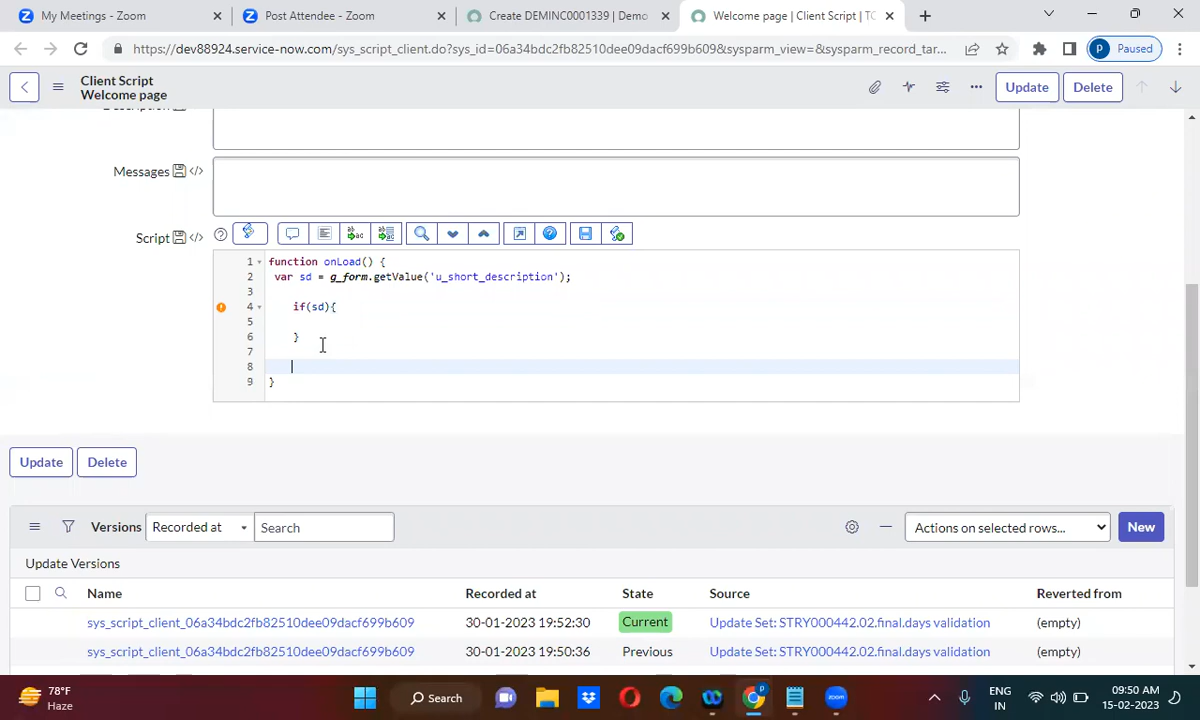 My Meetings - Zoom
Post Attendee - Zoom
Create DEMINC0001339 | Demo
Welcome page | Client Script | TC
https://dev88924.service-now.com/sys_script_client.do?sys_id=06a34bdc2fb82510dee09dacf699b609&sysparm_view=&sysparm_record_tar...
P Paused
Client Script
Welcome page
Update
Delete
Messages
Script
1 function onLoad() {
2 var sd = g_form.getValue('u_short_description');
3
4 if(sd){
5
6 }
7
8
9 }
Update
Delete
Versions
Recorded at
Search
Actions on selected rows...
New
Update Versions
Name
Recorded at
State
Source
Reverted from
sys_script_client_06a34bdc2fb82510dee09dacf699b609
30-01-2023 19:52:30
Current
Update Set: STRY000442.02.final.days validation
(empty)
sys_script_client_06a34bdc2fb82510dee09dacf699b609
30-01-2023 19:50:36
Previous
Update Set: STRY000442.02.final.days validation
(empty)
78°F
Haze
Search
ENG
IN
09:50 AM
15-02-2023